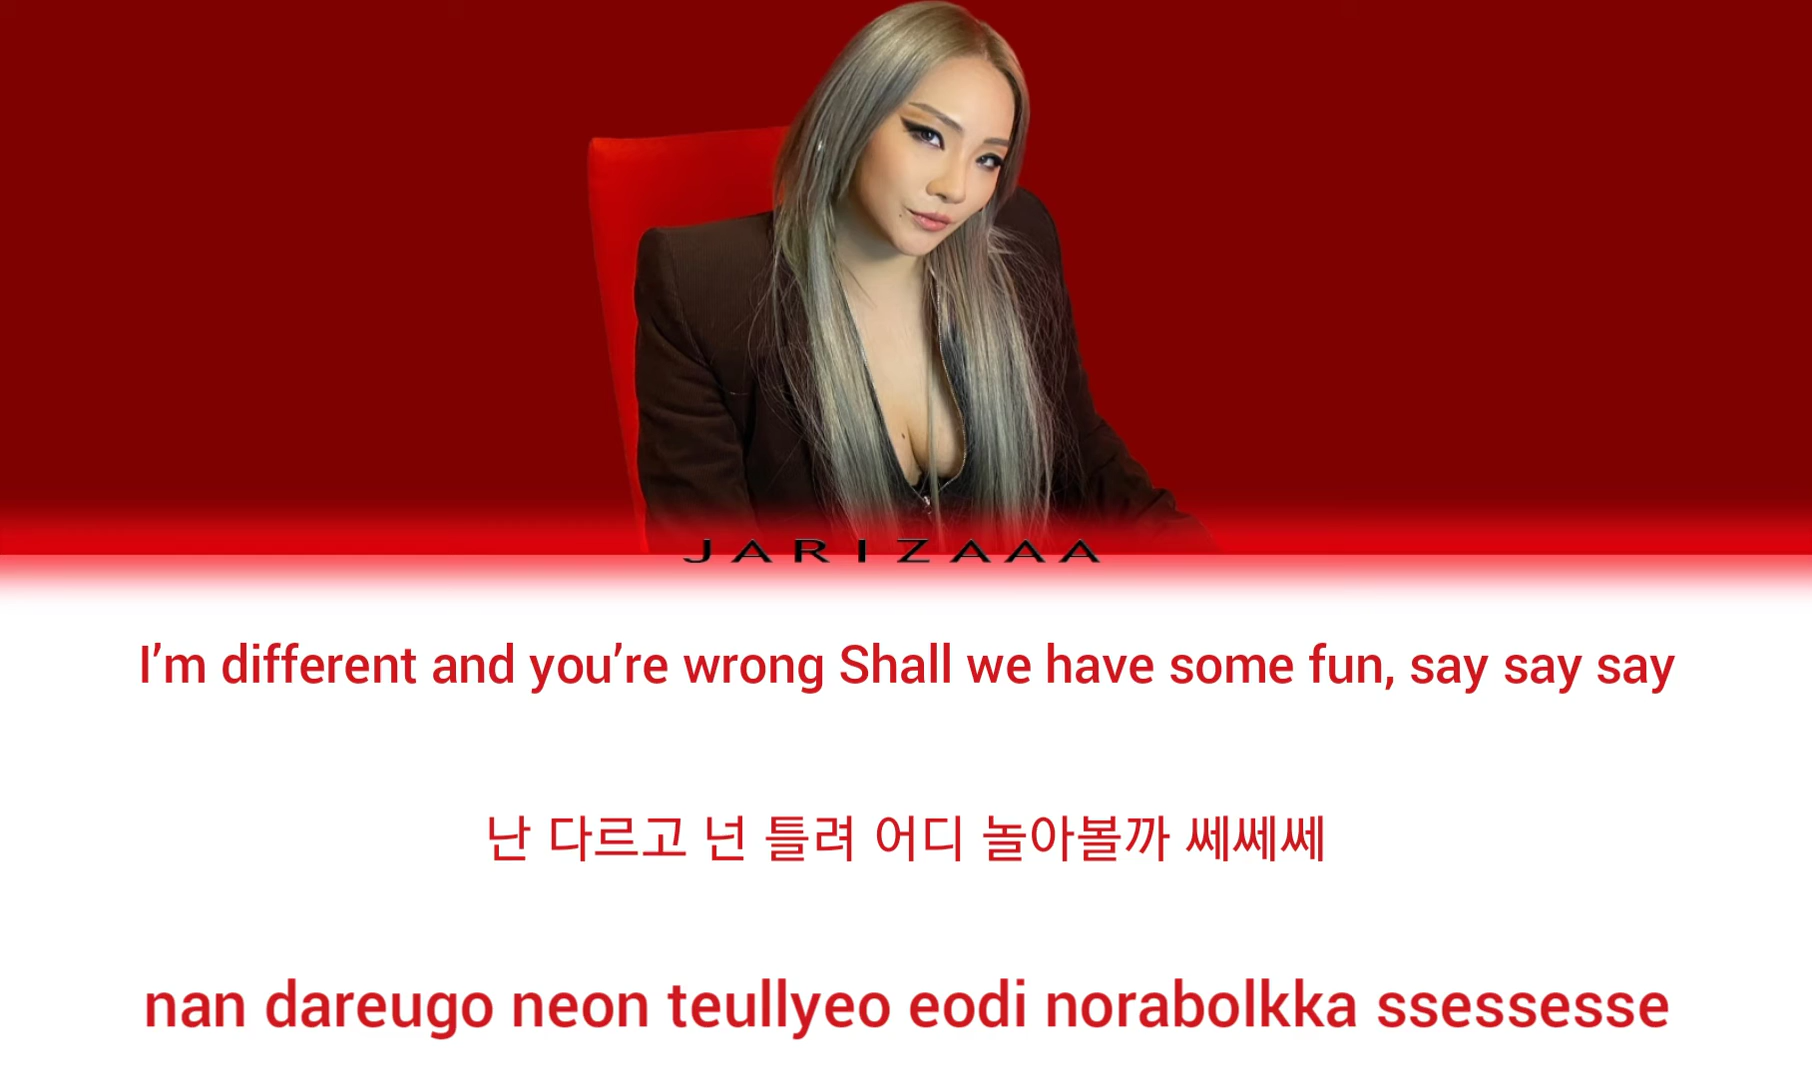 JARIZAAA
I’m different and you’re wrong Shall we have some fun, say say say
난 다르고 넌 틀려 어디 놀아볼까 쎄쎄쎄
nan dareugo neon teullyeo eodi norabolkka ssessesse